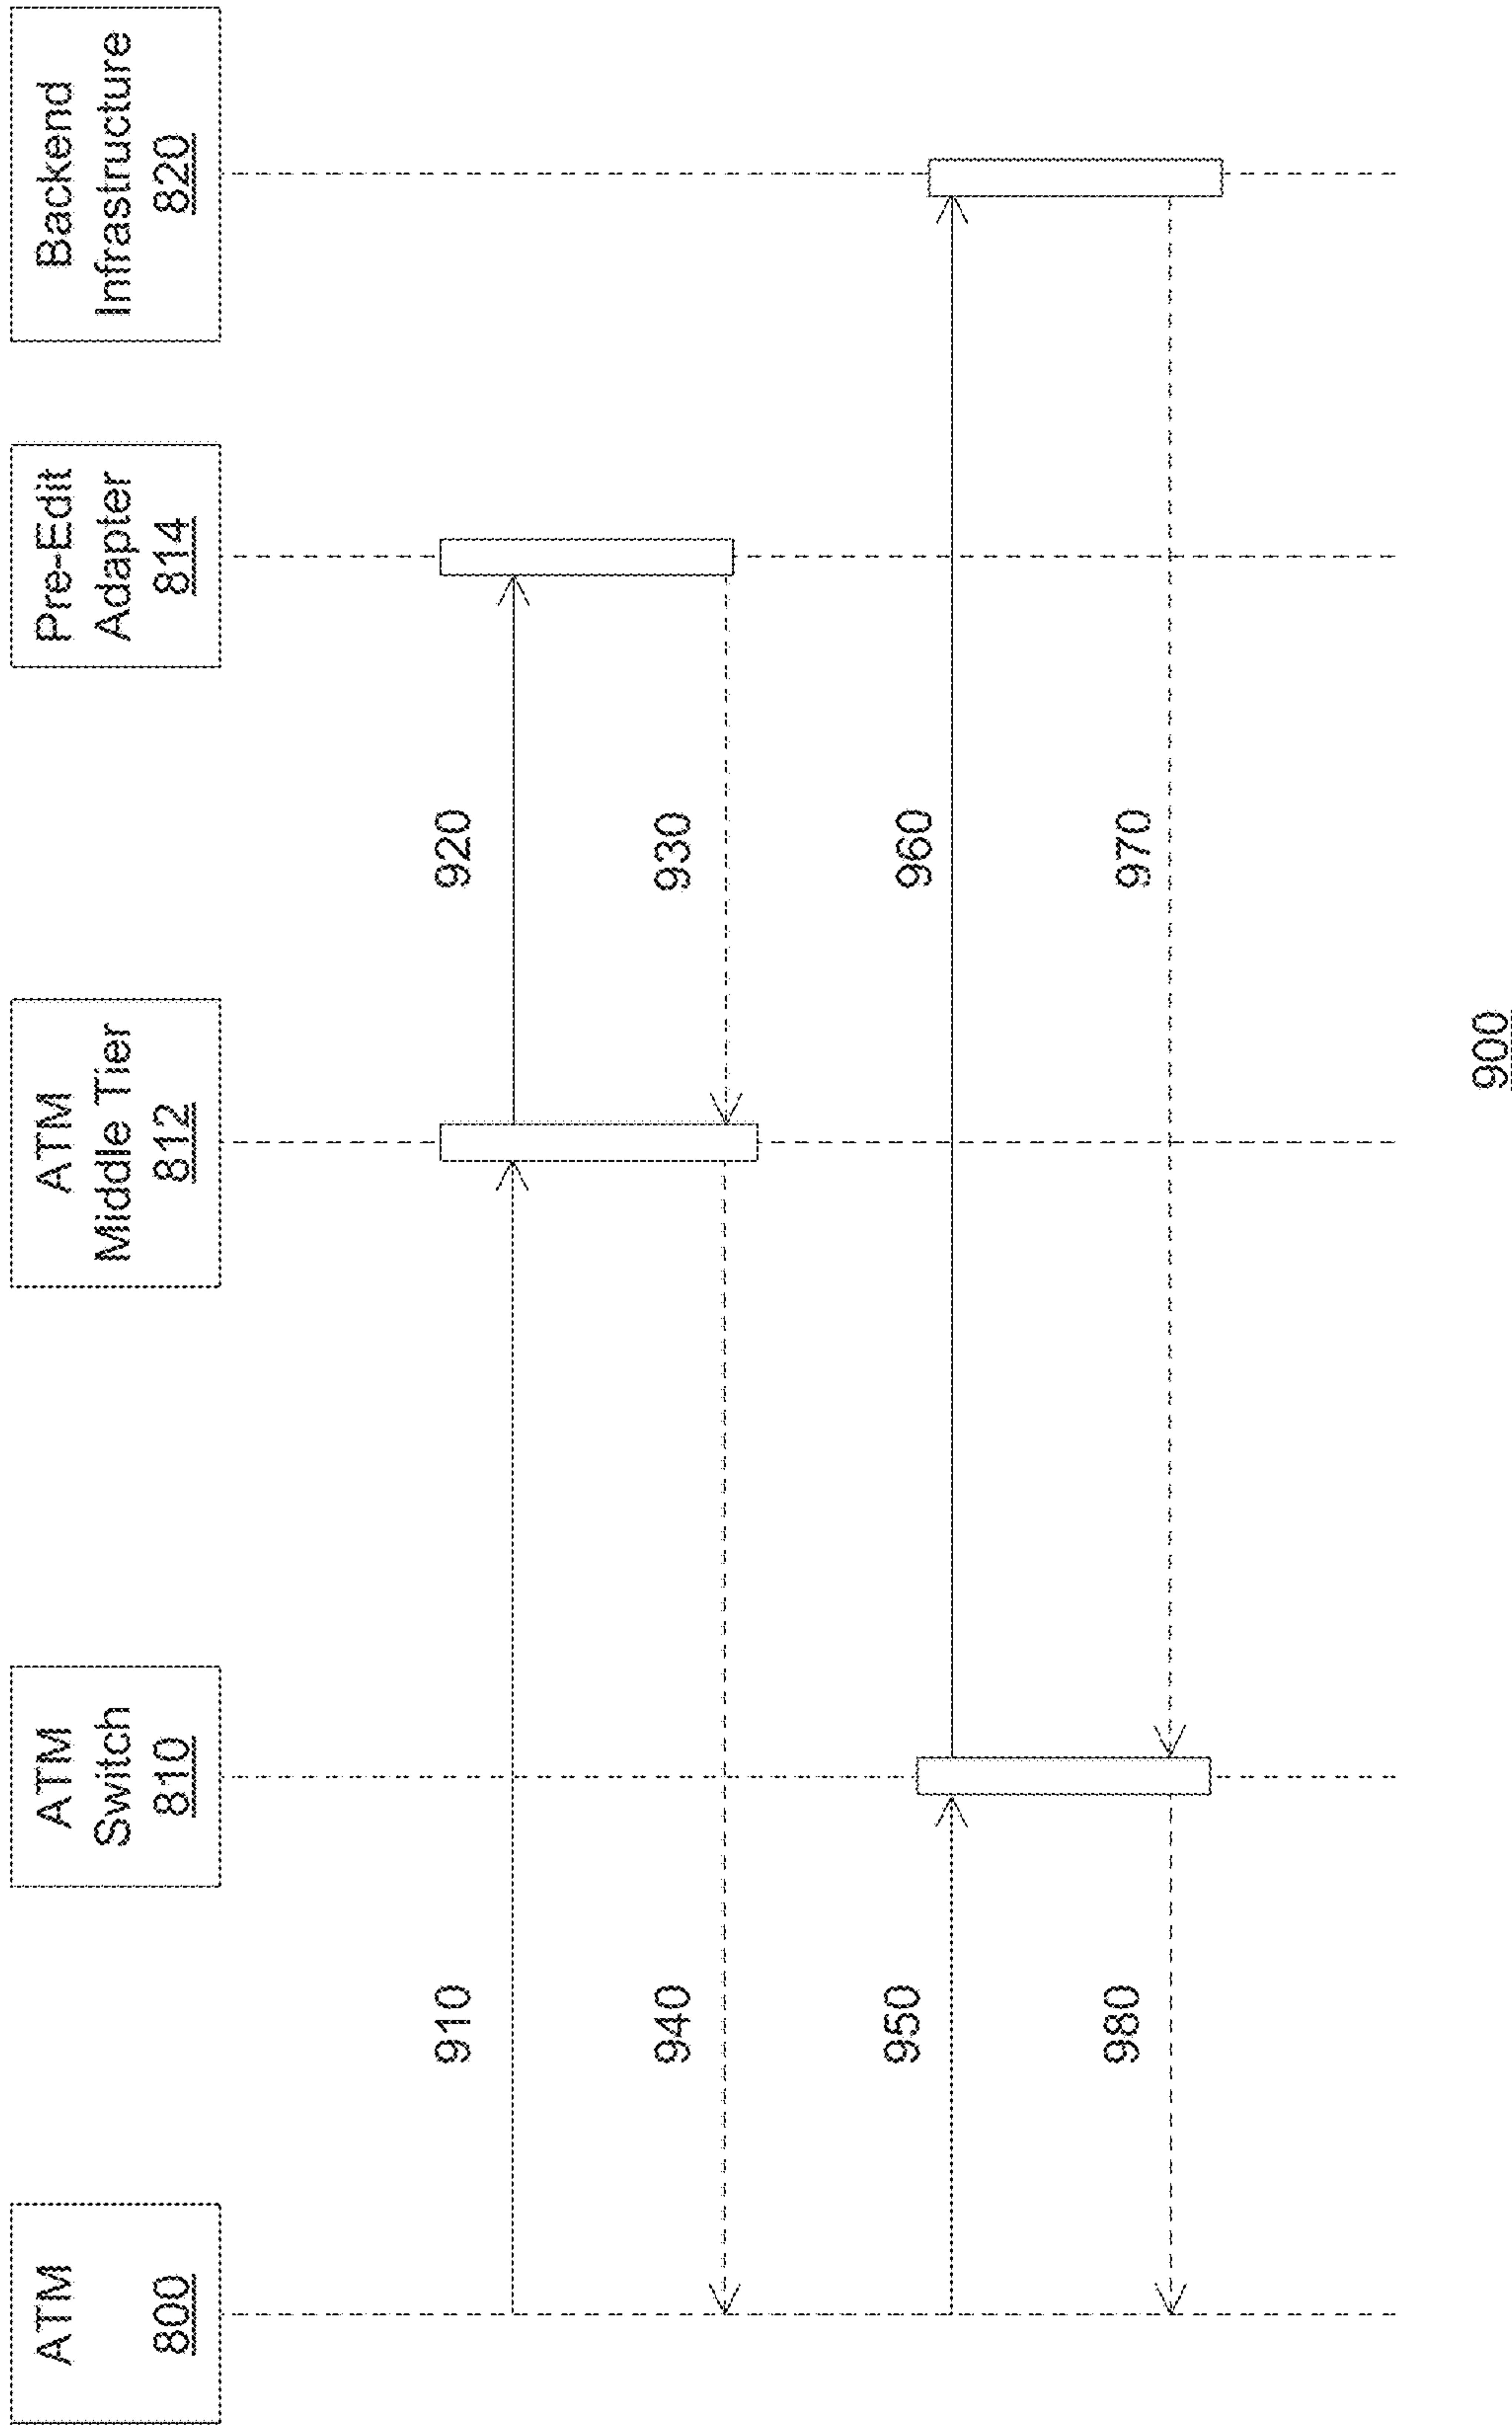 ATM
800
ATM
Switch
810
ATM
Middle Tier
812
Pre-Edit
Adapter
814
Backend
Infrastructure
820
910
920
940
930
950
960
980
970
900